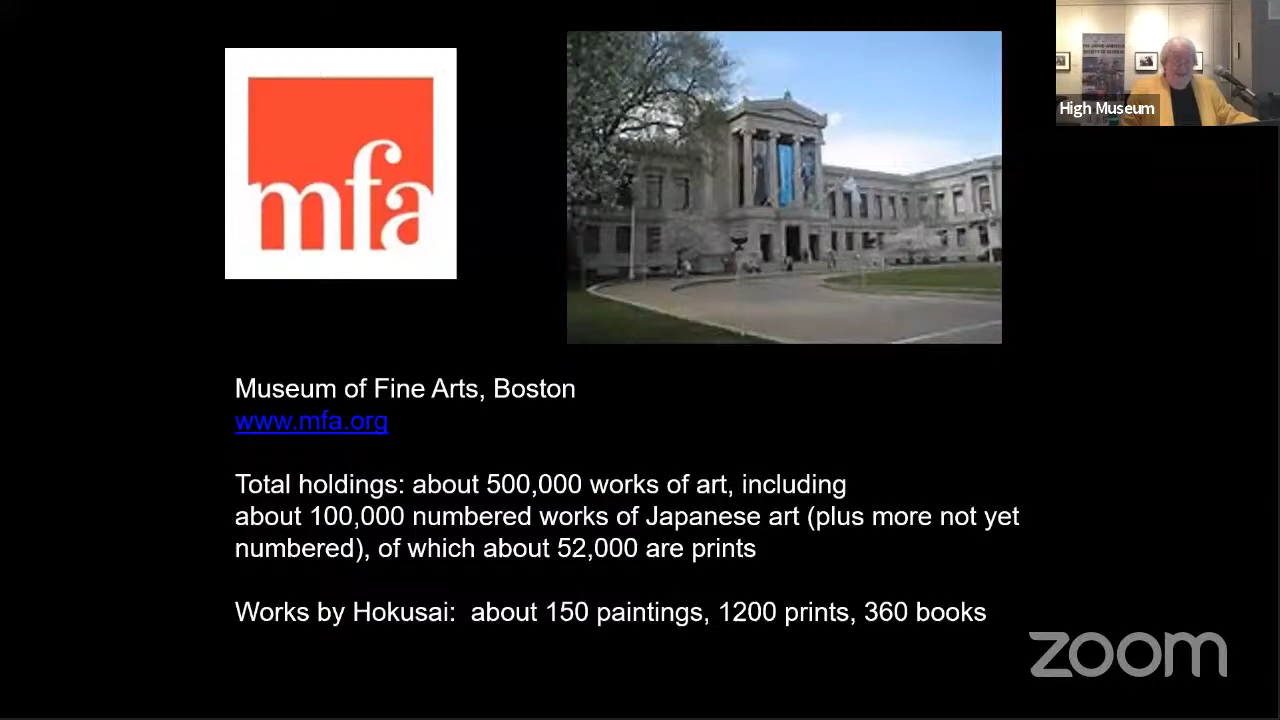 mfa
High Museum
Museum of Fine Arts, Boston
www.mfa.org
Total holdings: about 500,000 works of art, including
about 100,000 numbered works of Japanese art (plus more not yet
numbered), of which about 52,000 are prints
Works by Hokusai:  about 150 paintings, 1200 prints, 360 books
zoom